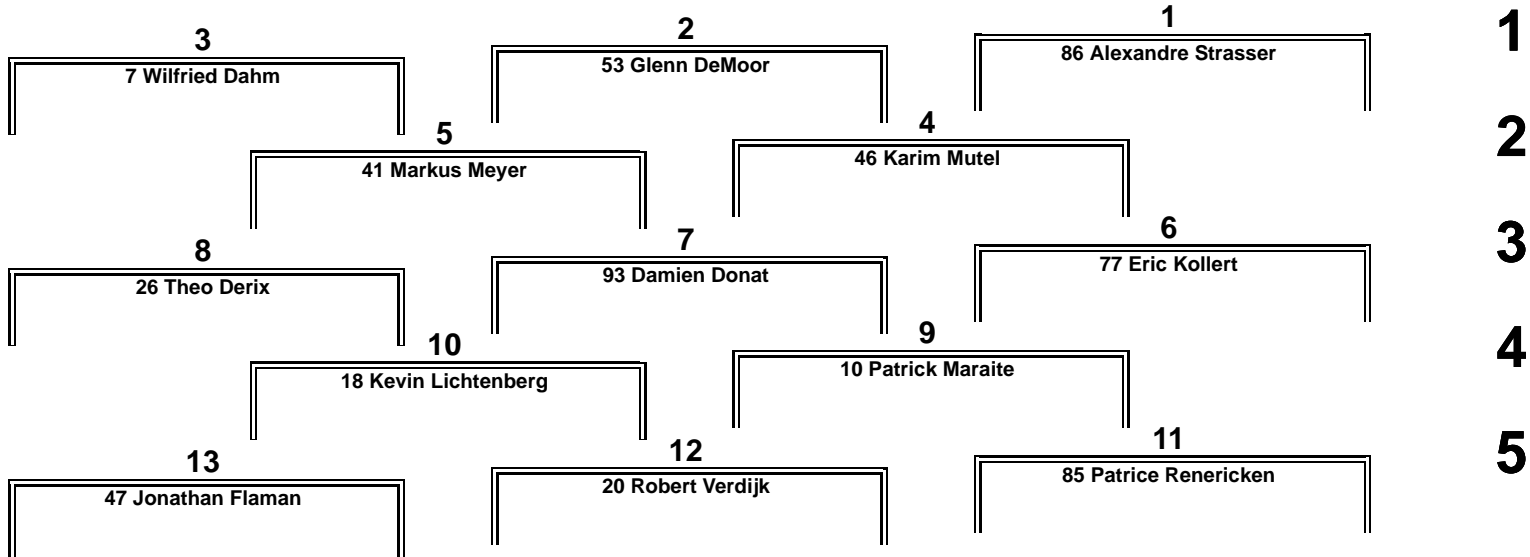 3 2 1 1
7 Wilfried Dahm 53 Glenn DeMoor 86 Alexandre Strasser
5 4 2
41 Markus Meyer 46 Karim Mutel
8 7 6 3
26 Theo Derix 93 Damien Donat 77 Eric Kollert
10 9 4
18 Kevin Lichtenberg 10 Patrick Maraite
13 12 11 5
47 Jonathan Flaman 20 Robert Verdijk 85 Patrice Renericken